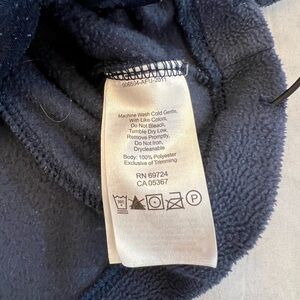 Machine Wash Cold Gentle,
With Like Colors,
Do Not Bleach,
Tumble Dry Low,
Remove Promptly,
Do Not Iron,
Drycleanable
Body: 100% Polyester
Exclusive of Trimming
RN 69724
CA 05367